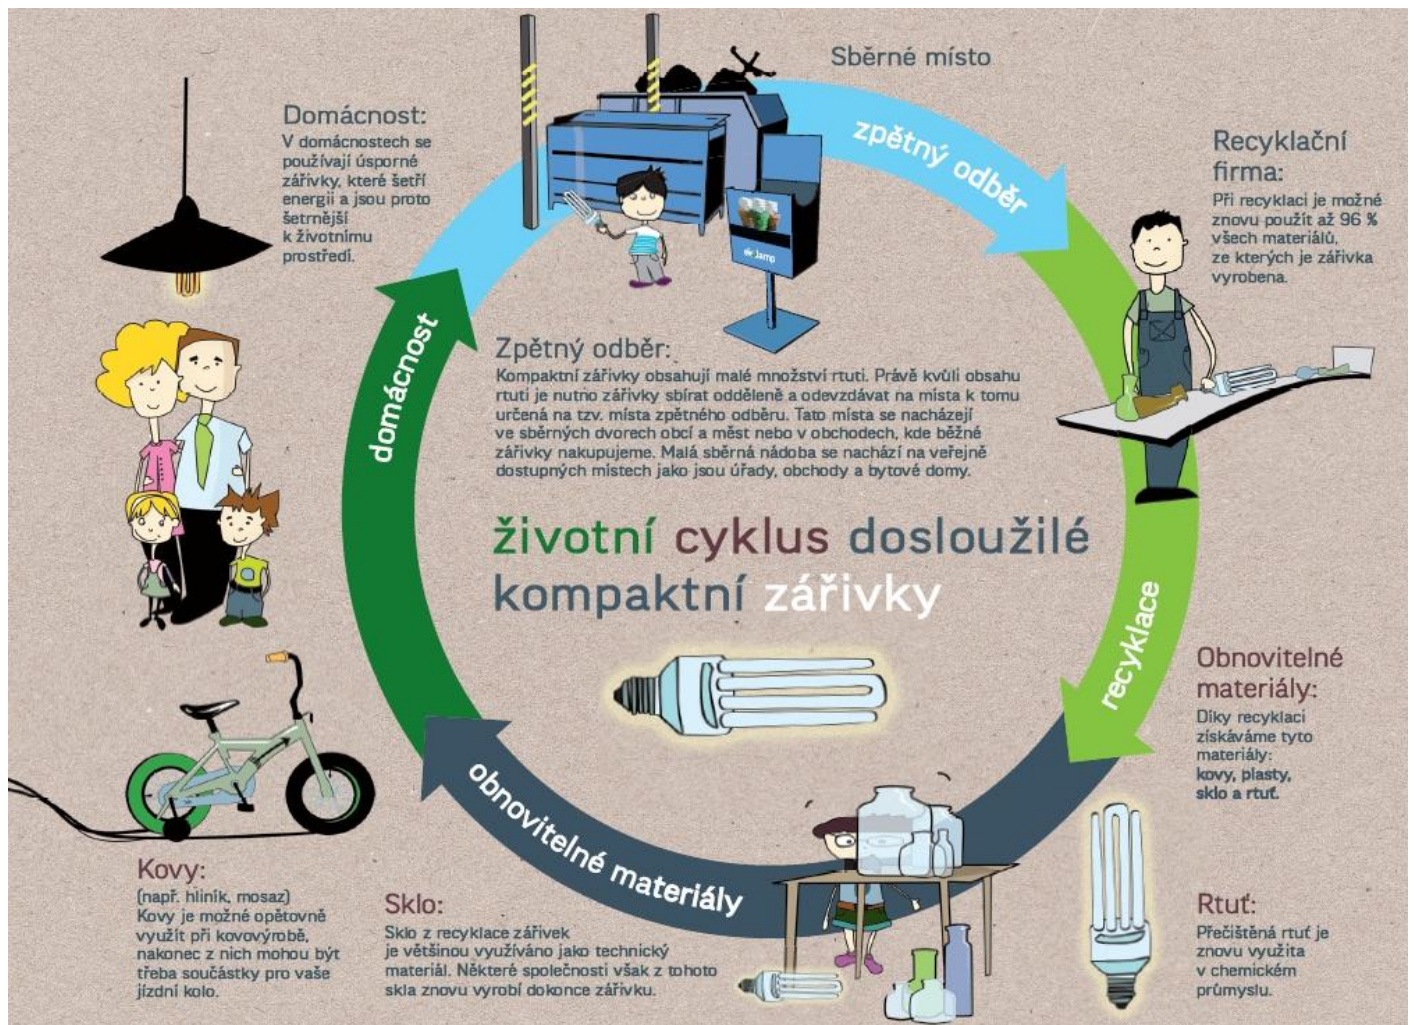 Sběrné místo
zpětný odběr
Domácnost:
V domácnostech se
používají úsporné
zářivky, které šetří
energii a jsou proto
šetrnější
k životnímu
prostředí.
Recyklační
firma:
Při recyklaci je možné
znovu použít až 96 %
všech materiálů,
ze kterých je zářivka
vyrobena.
domácnost
Zpětný odběr:
Kompaktní zářivky obsahují malé množství rtuti. Právě kvůli obsahu
rtuti je nutno zářivky sbírat odděleně a odevzdávat na místa k tomu
určená na tzv. místa zpětného odběru. Tato místa se nacházejí
ve sběrných dvorech obcí a měst nebo v obchodech, kde běžné
zářivky nakupujeme. Malá sběrná nádoba se nachází na veřejně
dostupných místech jako jsou úřady, obchody a bytové domy.
životní cyklus dosloužilé
kompaktní zářivky
recyklace
Obnovitelné
materiály:
Díky recyklaci
získáváme tyto
materiály:
kovy, plasty,
sklo a rtuť.
obnovitelné materiály
Kovy:
(např. hliník, mosaz)
Kovy je možné opětovně
využít při kovovýrobě,
nakonec z nich mohou být
třeba součástky pro vaše
jízdní kolo.
Sklo:
Sklo z recyklace zářivek
je většinou využíváno jako technický
materiál. Některé společnosti však z tohoto
skla znovu vyrobí dokonce zářivku.
Rtuť:
Přečištěná rtuť je
znovu využita
v chemickém
průmyslu.